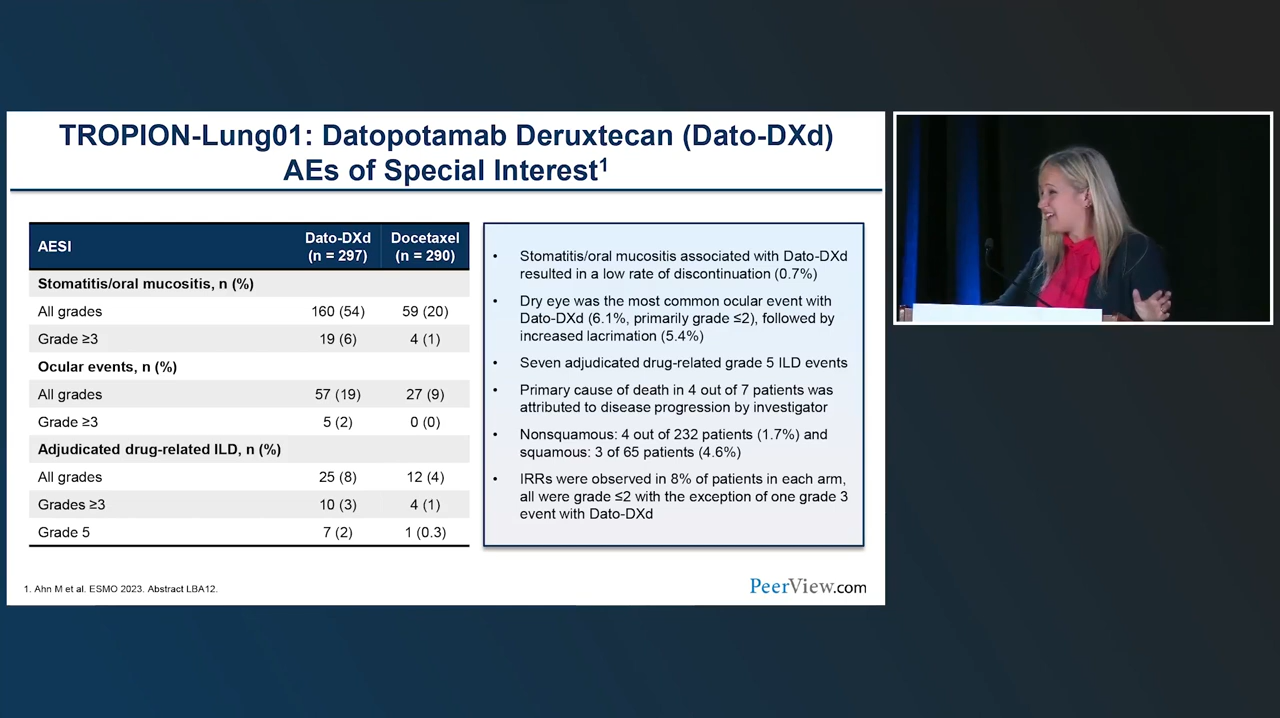 TROPION-Lung01: Datopotamab Deruxtecan (Dato-DXd)
AEs of Special Interest¹
AESI Dato-DXd (n = 297) Docetaxel (n = 290)
Stomatitis/oral mucositis, n (%)
All grades 160 (54) 59 (20)
Grade ≥3 19 (6) 4 (1)
Ocular events, n (%)
All grades 57 (19) 27 (9)
Grade ≥3 5 (2) 0 (0)
Adjudicated drug-related ILD, n (%)
All grades 25 (8) 12 (4)
Grades ≥3 10 (3) 4 (1)
Grade 5 7 (2) 1 (0.3)
• Stomatitis/oral mucositis associated with Dato-DXd
resulted in a low rate of discontinuation (0.7%)
• Dry eye was the most common ocular event with
Dato-DXd (6.1%, primarily grade ≤2), followed by
increased lacrimation (5.4%)
• Seven adjudicated drug-related grade 5 ILD events
• Primary cause of death in 4 out of 7 patients was
attributed to disease progression by investigator
• Nonsquamous: 4 out of 232 patients (1.7%) and
squamous: 3 of 65 patients (4.6%)
• IRRs were observed in 8% of patients in each arm,
all were grade ≤2 with the exception of one grade 3
event with Dato-DXd
1. Ahn M et al. ESMO 2023. Abstract LBA12.
PeerView.com